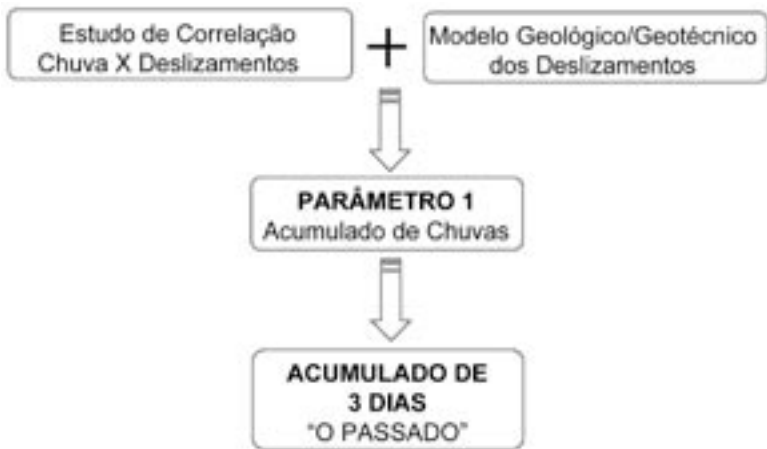 Estudo de Correlação
Chuva X Deslizamentos
+
Modelo Geológico/Geotécnico
dos Deslizamentos
PARÂMETRO 1
Acumulado de Chuvas
ACUMULADO DE
3 DIAS
"O PASSADO"